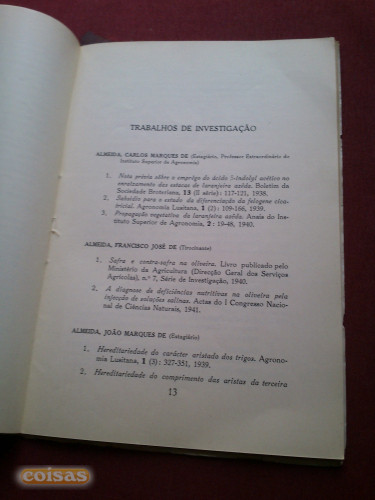 TRABALHOS DE INVESTIGAÇÃO
ALMEIDA, CARLOS MARQUES DE (Estagiário, Professor Extraordinário do
Instituto Superior de Agronomia)
1. Nota prévia sôbre o emprêgo do ácido 3-indolyl acético no
enraizamento das estacas de laranjeira azêda. Boletim da
Sociedade Broteriana, 13 (II série): 117-121, 1938.
2. Subsídio para o estudo da diferenciação do felogene cica-
tricial. Agronomia Lusitana, 1 (2): 109-166, 1939.
3. Propagação vegetativa da laranjeira azêda. Anais do Ins-
tituto Superior de Agronomia, 2: 19-46, 1940.
ALMEIDA, FRANCISCO JOSÉ DE (Tirocinante)
1. Safra e contra-safra na oliveira. Livro publicado pelo
Ministério da Agricultura (Direcção Geral dos Serviços
Agrícolas), n.º 7, Série de Investigação, 1940.
2. A diagnose de deficiências nutritivas na oliveira pela
injecção de soluções salinas. Actas do I Congresso Nacio-
nal de Ciências Naturais, 1941.
ALMEIDA, JOÃO MARQUES DE (Estagiário)
1. Hereditariedade do carácter aristado dos trigos. Agrono-
mia Lusitana, 1 (3): 327-351, 1939.
2. Hereditariedade do comprimento das aristas da terceira
13
coisas